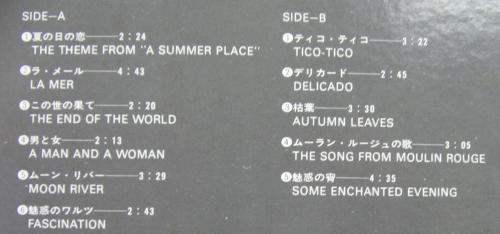 SIDE—A
❶夏の日の恋———2：24
THE THEME FROM "A SUMMER PLACE"
❷ラ・メール———4：43
LA MER
❸この世の果て———2：20
THE END OF THE WORLD
❹男と女———2：13
A MAN AND A WOMAN
❺ムーン・リバー———3：29
MOON RIVER
❻魅惑のワルツ———2：43
FASCINATION
SIDE—B
❶ティコ・ティコ———3：22
TICO-TICO
❷デリカード———2：45
DELICADO
❸枯葉———3：30
AUTUMN LEAVES
❹ムーラン・ルージュの歌———3：05
THE SONG FROM MOULIN ROUGE
❺魅惑の宵———4：35
SOME ENCHANTED EVENING